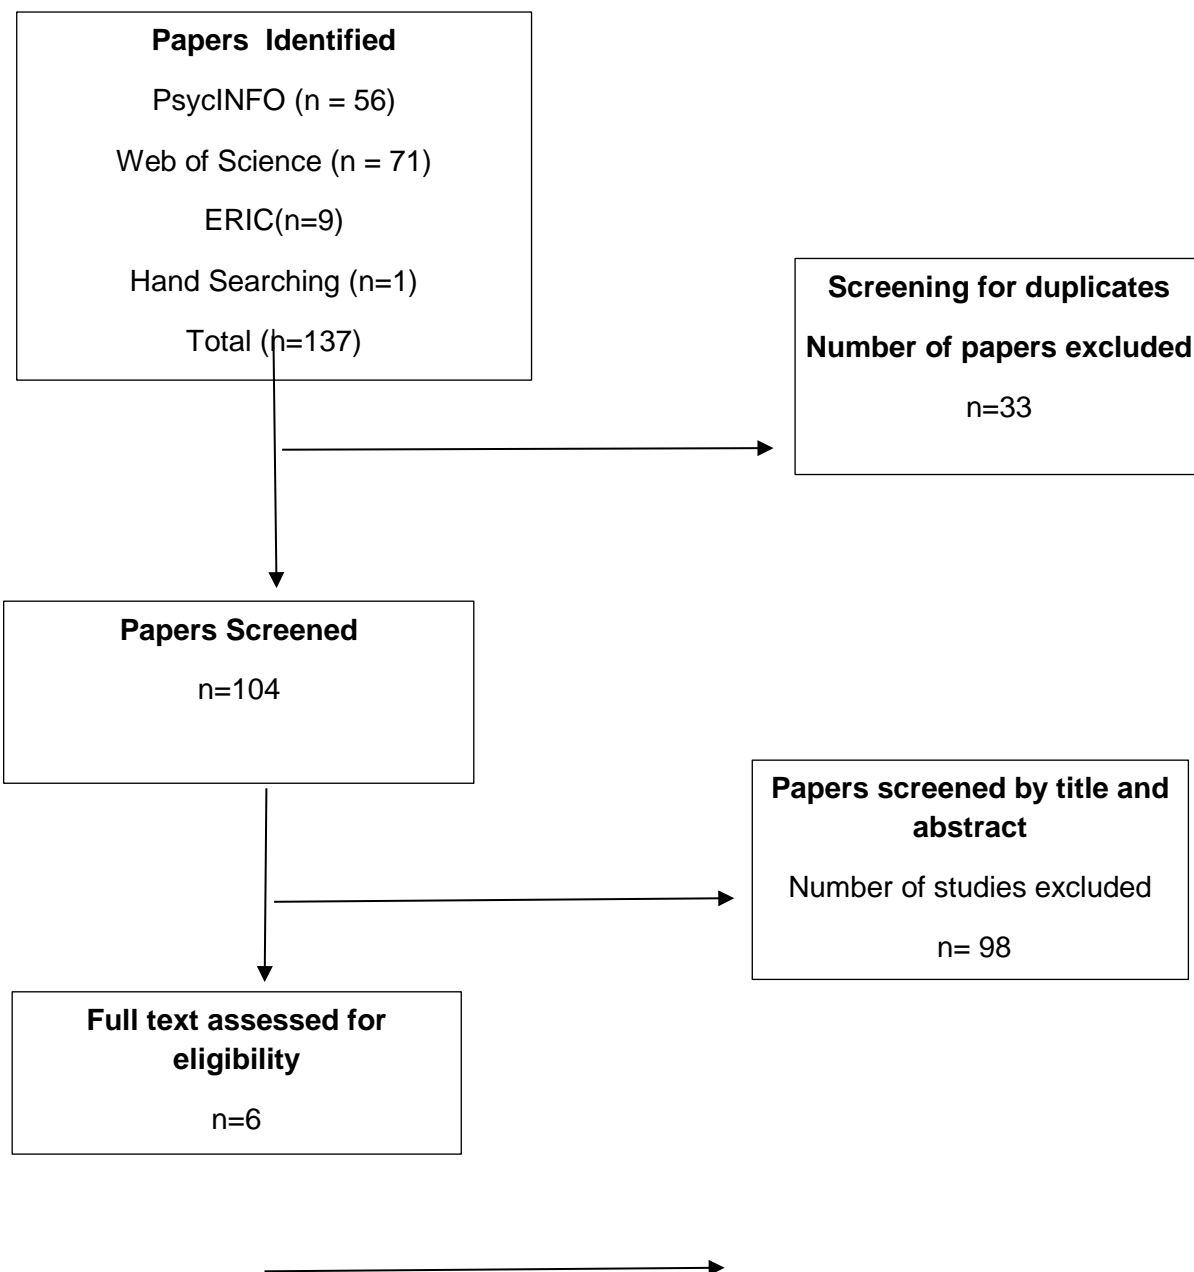 Papers Identified
PsycINFO (n = 56)
Web of Science (n = 71)
ERIC(n=9)
Hand Searching (n=1)
Total (n=137)
Screening for duplicates
Number of papers excluded
n=33
Papers Screened
n=104
Papers screened by title and
abstract
Number of studies excluded
n= 98
Full text assessed for
eligibility
n=6